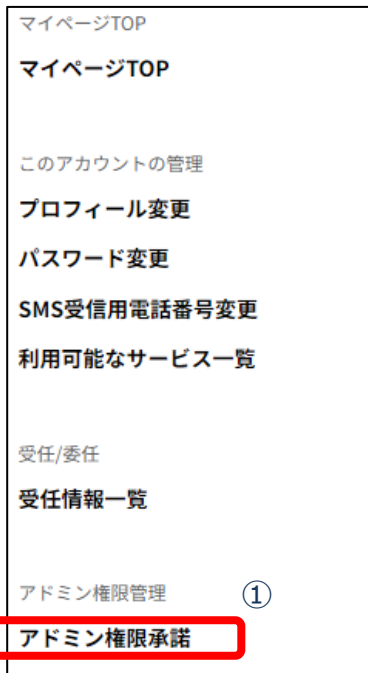 マイページTOP
マイページTOP
このアカウントの管理
プロフィール変更
パスワード変更
SMS受信用電話番号変更
利用可能なサービス一覧
受任/委任
受任情報一覧
アドミン権限管理 ①
アドミン権限承諾